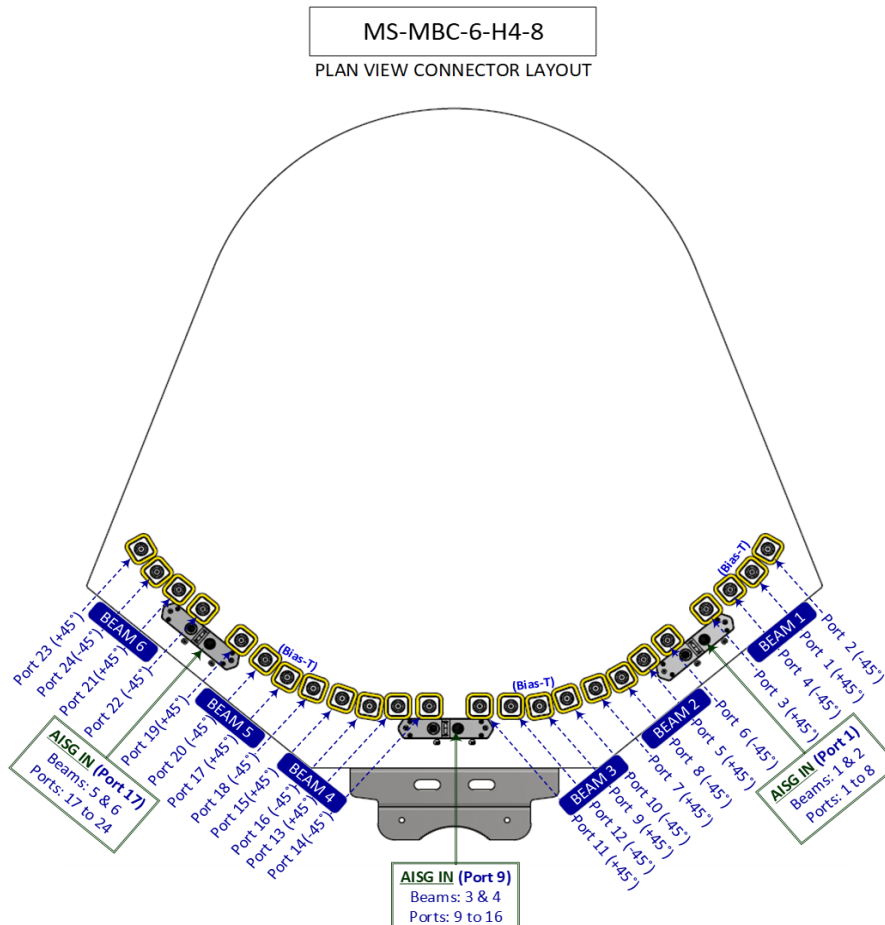 MS-MBC-6-H4-8
PLAN VIEW CONNECTOR LAYOUT
(Bias-T)
(Bias-T)
(Bias-T)
BEAM 6
BEAM 5
BEAM 4
BEAM 3
BEAM 2
BEAM 1
Port 23 (+45°)
Port 24(-45°)
Port 21(+45°)
Port 22 (-45°)
Port 19(+45°)
Port 20 (-45°)
Port 17 (+45°)
Port 18 (-45°)
Port 15(+45°)
Port 16 (-45°)
Port 13 (+45°)
Port 14(-45°)
Port 11 (+45°)
Port 12 (-45°)
Port 9 (+45°)
Port 10 (-45°)
Port 7 (+45°)
Port 8 (-45°)
Port 5 (+45°)
Port 6 (-45°)
Port 3 (+45°)
Port 4 (-45°)
Port 1 (+45°)
Port 2 (-45°)
AISG IN (Port 17)
Beams: 5 & 6
Ports: 17 to 24
AISG IN (Port 9)
Beams: 3 & 4
Ports: 9 to 16
AISG IN (Port 1)
Beams: 1 & 2
Ports: 1 to 8